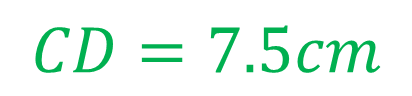 CD = 7.5cm